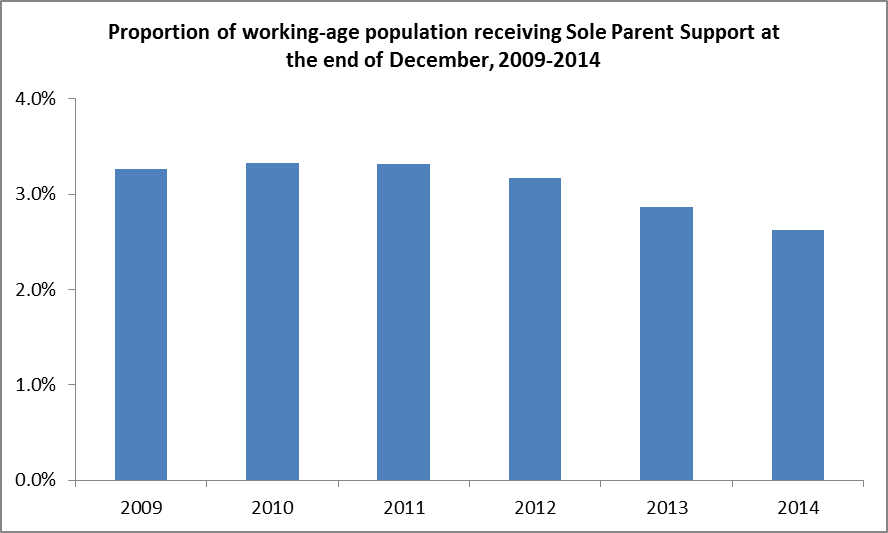 Proportion of working-age population receiving Sole Parent Support at
the end of December, 2009-2014
4.0%
3.0%
2.0%
1.0%
0.0%
2009 2010 2011 2012 2013 2014